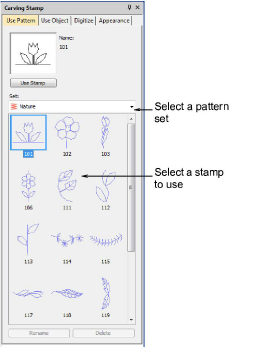 Carving Stamp
Use Pattern Use Object Digitize Appearance
Name:
101
Use Stamp
Set:
Nature
Select a pattern
set
101 102 103
Select a stamp
to use
106 111 112
113 114 115
117 118 119
Rename Delete